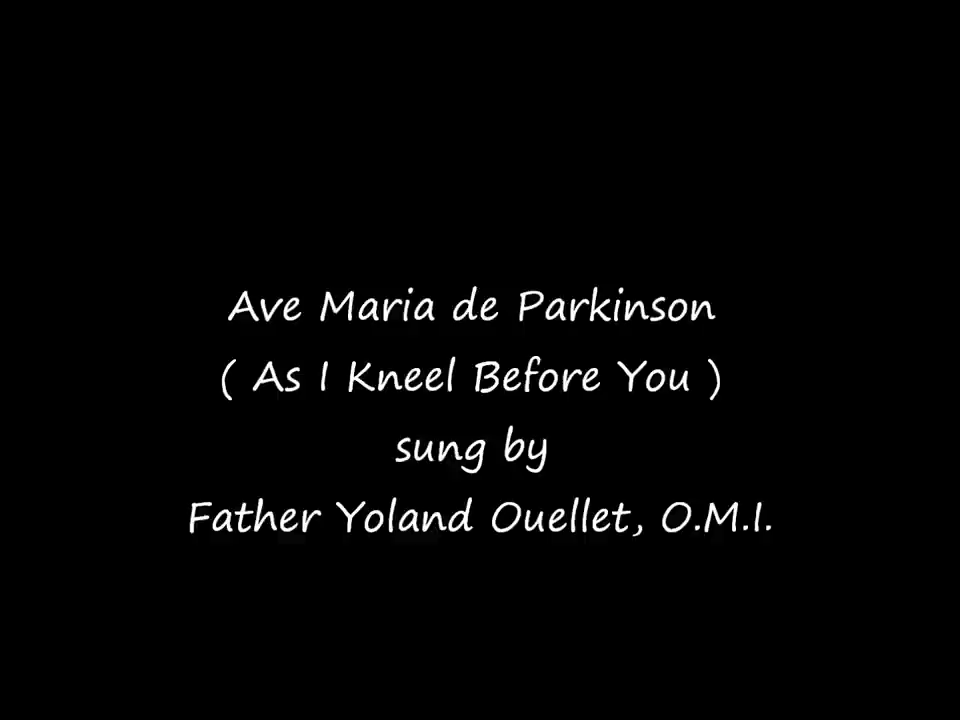 Ave Maria de Parkinson
( As I Kneel Before You )
sung by
Father Yoland Ouellet, O.M.I.